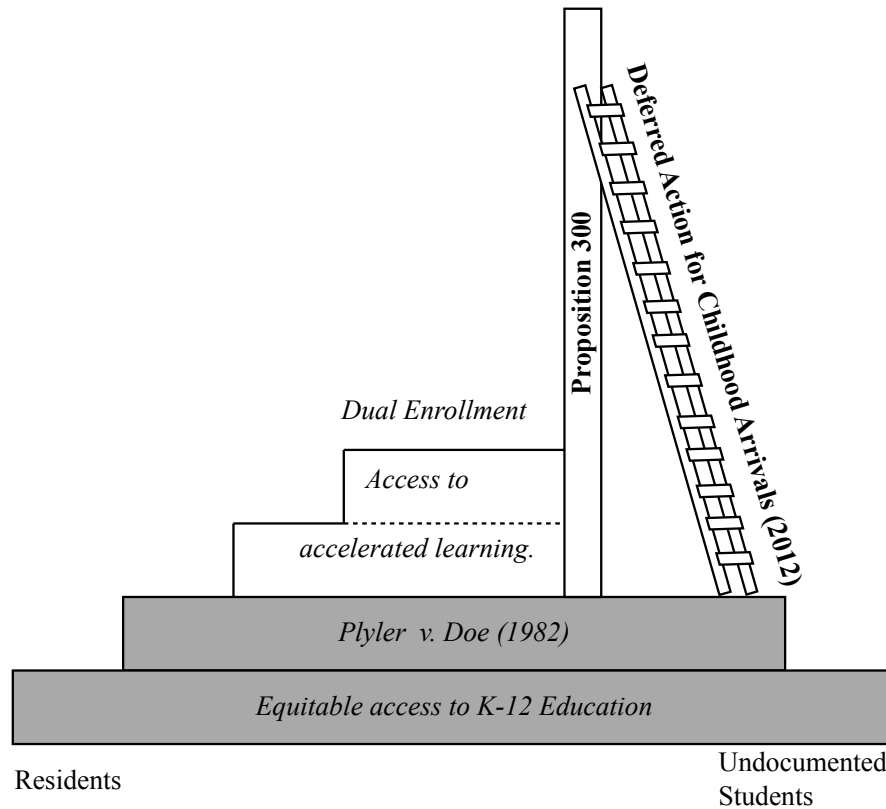 Deferred Action for Childhood Arrivals (2012)
Proposition 300
Dual Enrollment
Access to
accelerated learning.
Plyler v. Doe (1982)
Equitable access to K-12 Education
Residents
Undocumented
Students